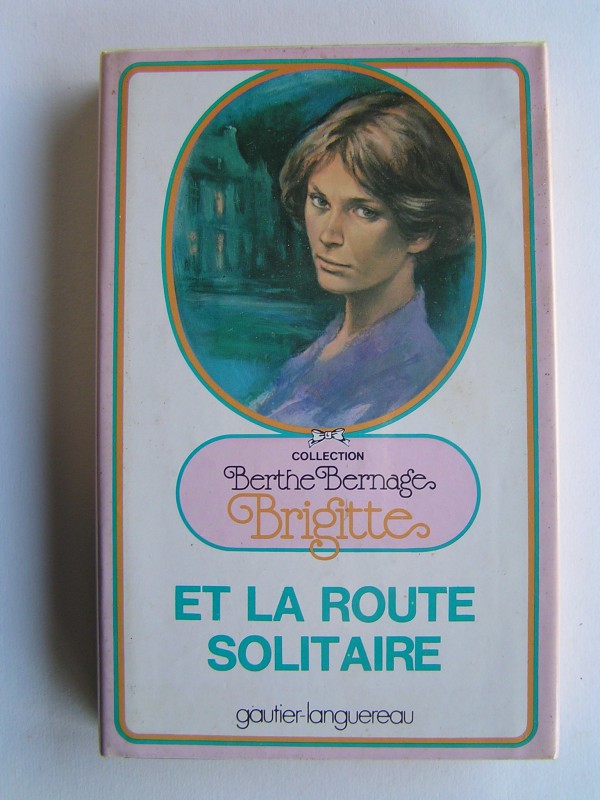 COLLECTION
Berthe Bernage
Brigitte
ET LA ROUTE
SOLITAIRE
gautier-languereau